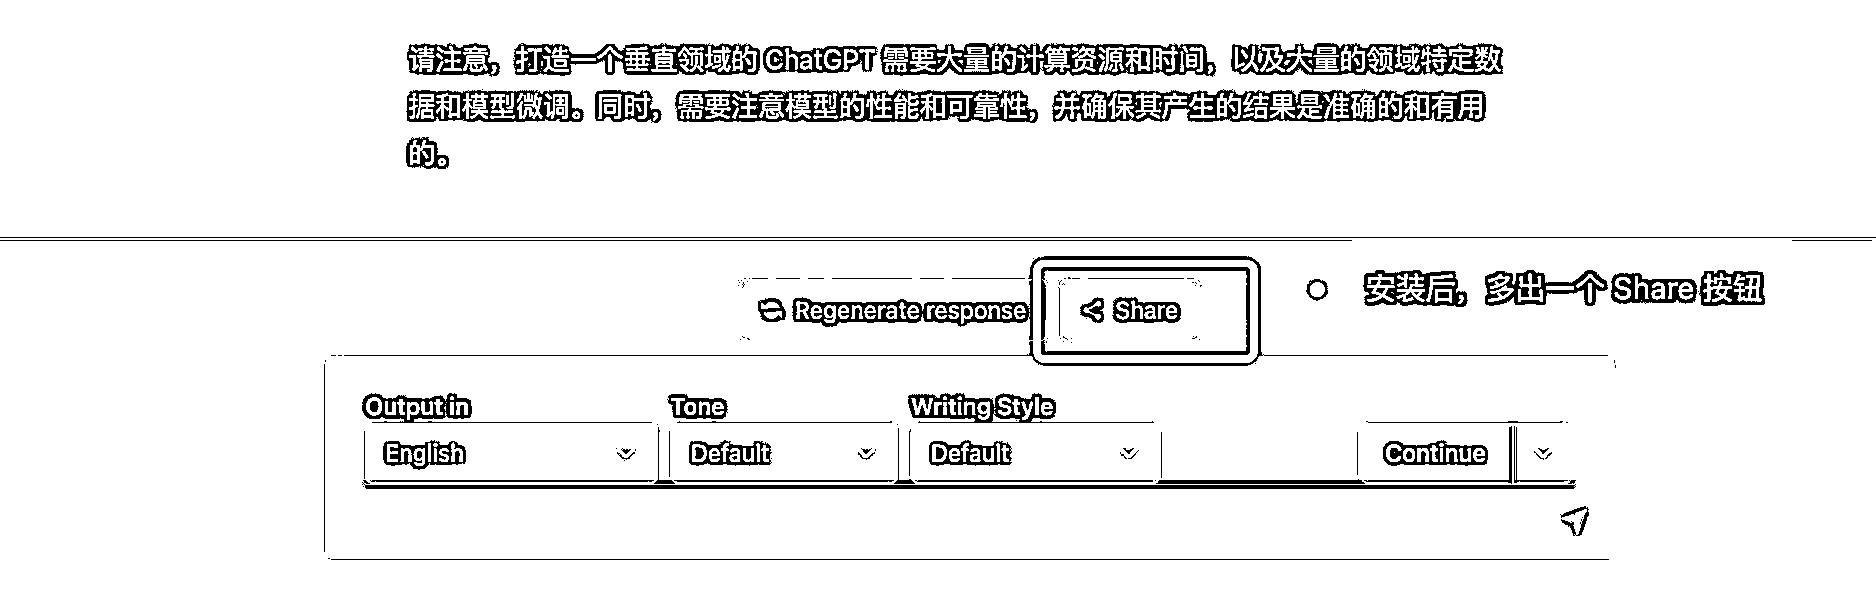 请注意，打造一个垂直领域的 ChatGPT 需要大量的计算资源和时间，以及大量的领域特定数
据和模型微调。同时，需要注意模型的性能和可靠性，并确保其产生的结果是准确的和有用
的。
安装后，多出一个 Share 按钮
Regenerate response
Share
Output in
Tone
Writing Style
English
Default
Default
Continue